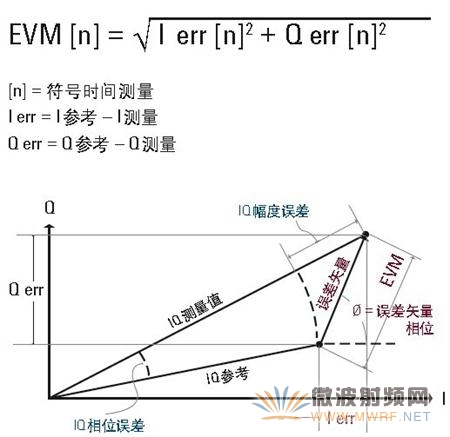 EVM [n] = √I err [n]² + Q err [n]²
[n] = 符号时间测量
I err = I参考 – I测量
Q err = Q参考 – Q测量
Q
IQ幅度误差
Q err
IQ测量值
误差矢量
EVM
Ø = 误差矢量
相位
IQ参考
IQ相位误差
I err
I
微波射频网
WWW.MWRF.NET